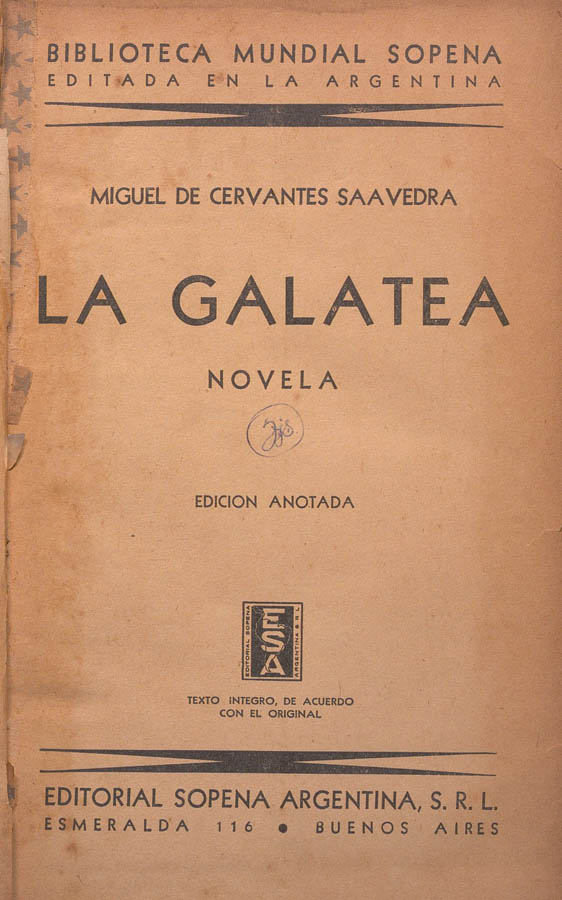 BIBLIOTECA MUNDIAL SOPENA
EDITADA EN LA ARGENTINA
MIGUEL DE CERVANTES SAAVEDRA
LA GALATEA
NOVELA
EDICION ANOTADA
EDITORIAL SOPENA
ESA
ARGENTINA S R L
TEXTO INTEGRO, DE ACUERDO
CON EL ORIGINAL
EDITORIAL SOPENA ARGENTINA, S. R. L.
ESMERALDA 116 ● BUENOS AIRES